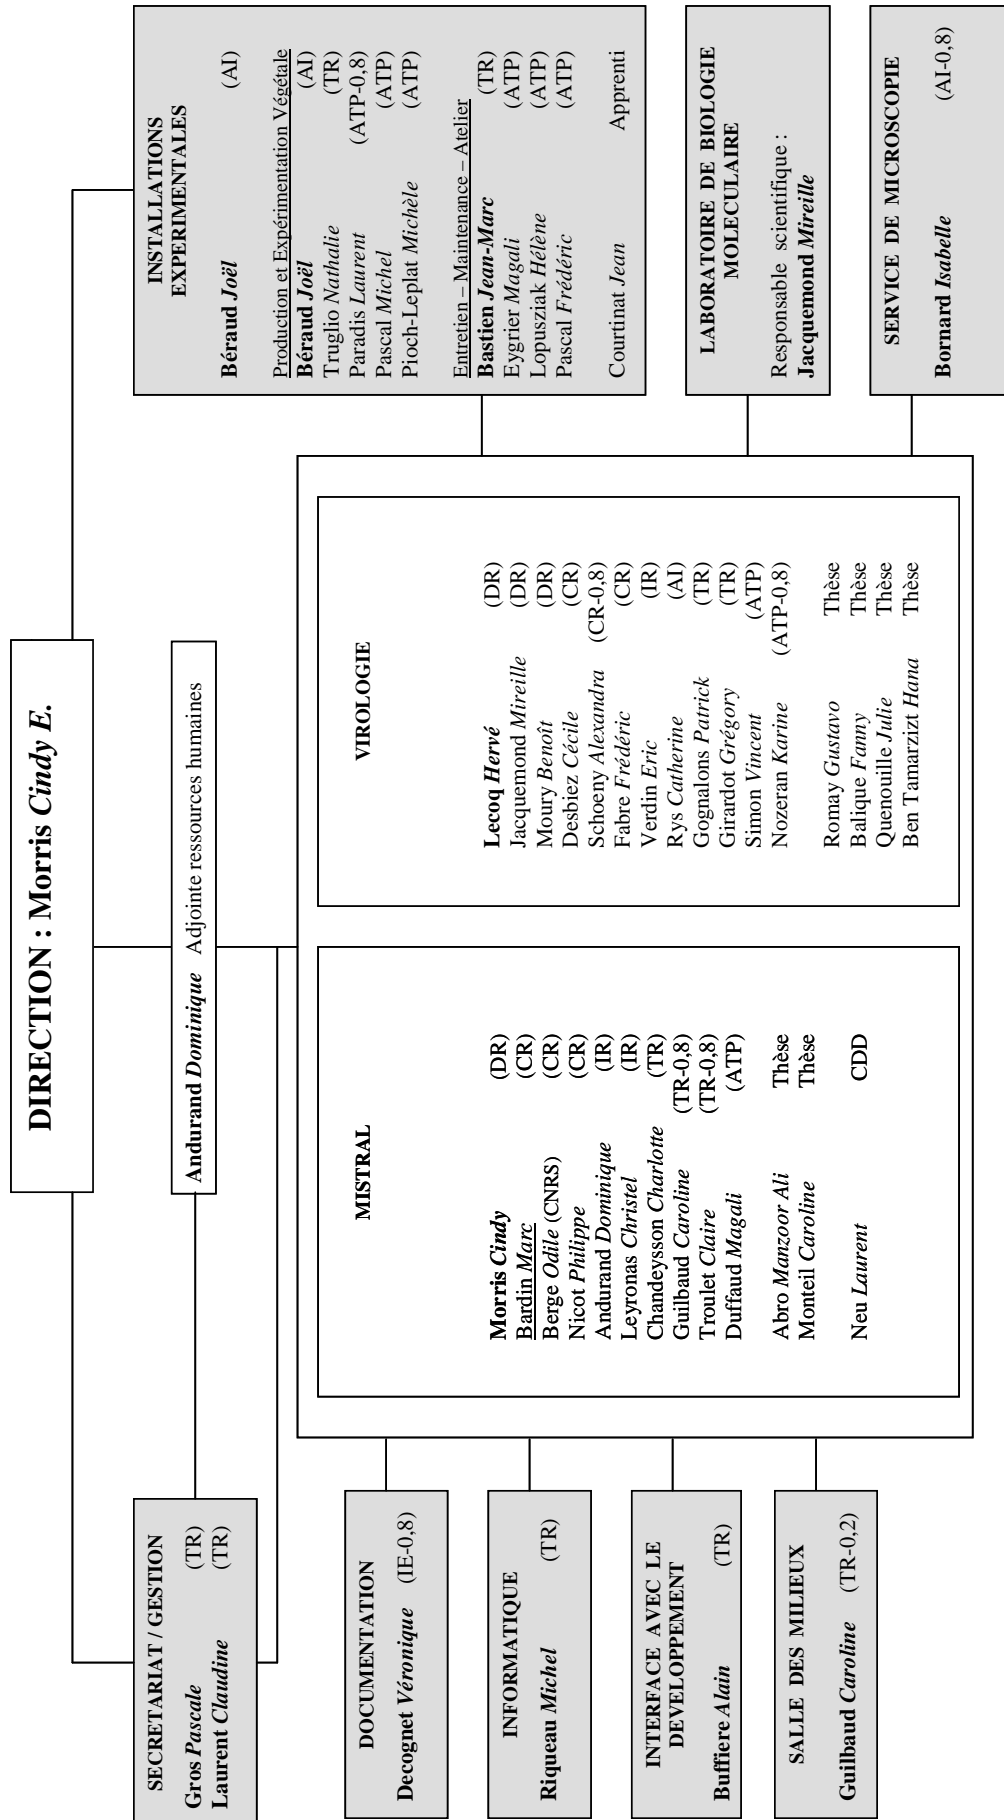 DIRECTION : Morris Cindy E.
Andurand Dominique Adjointe ressources humaines
SECRETARIAT / GESTION
Gros Pascale (TR)
Laurent Claudine (TR)
DOCUMENTATION
Decognet Véronique (IE-0,8)
INFORMATIQUE
Riqueau Michel (TR)
INTERFACE AVEC LE
DEVELOPPEMENT
Buffiere Alain (TR)
SALLE DES MILIEUX
Guilbaud Caroline (TR-0,2)
MISTRAL
Morris Cindy (DR)
Bardin Marc (CR)
Berge Odile (CNRS) (CR)
Nicot Philippe (CR)
Andurand Dominique (IR)
Leyronas Christel (IR)
Chandeysson Charlotte (TR)
Guilbaud Caroline (TR-0,8)
Troulet Claire (TR-0,8)
Duffaud Magali (ATP)
Abro Manzoor Ali Thèse
Monteil Caroline Thèse
Neu Laurent CDD
VIROLOGIE
Lecoq Hervé (DR)
Jacquemond Mireille (DR)
Moury Benoît (DR)
Desbiez Cécile (CR)
Schoeny Alexandra (CR-0,8)
Fabre Frédéric (CR)
Verdin Eric (IR)
Rys Catherine (AI)
Gognalons Patrick (TR)
Girardot Grégory (TR)
Simon Vincent (ATP)
Nozeran Karine (ATP-0,8)
Romay Gustavo Thèse
Balique Fanny Thèse
Quenouille Julie Thèse
Ben Tamarzizt Hana Thèse
INSTALLATIONS
EXPERIMENTALES
Béraud Joël (AI)
Production et Expérimentation Végétale
Béraud Joël (AI)
Truglio Nathalie (TR)
Paradis Laurent (ATP-0,8)
Pascal Michel (ATP)
Pioch-Leplat Michèle (ATP)
Entretien – Maintenance – Atelier
Bastien Jean-Marc (TR)
Eygrier Magali (ATP)
Lopusziak Hélène (ATP)
Pascal Frédéric (ATP)
Courtinat Jean Apprenti
LABORATOIRE DE BIOLOGIE
MOLECULAIRE
Responsable scientifique :
Jacquemond Mireille
SERVICE DE MICROSCOPIE
Bornard Isabelle (AI-0,8)